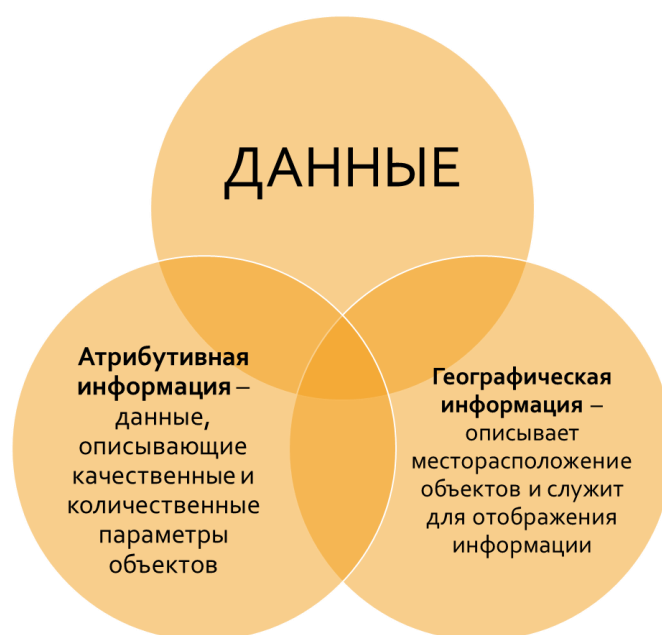 ДАННЫЕ
Атрибутивная
информация –
данные,
описывающие
качественные и
количественные
параметры
объектов
Географическая
информация –
описывает
месторасположение
объектов и служит
для отображения
информации